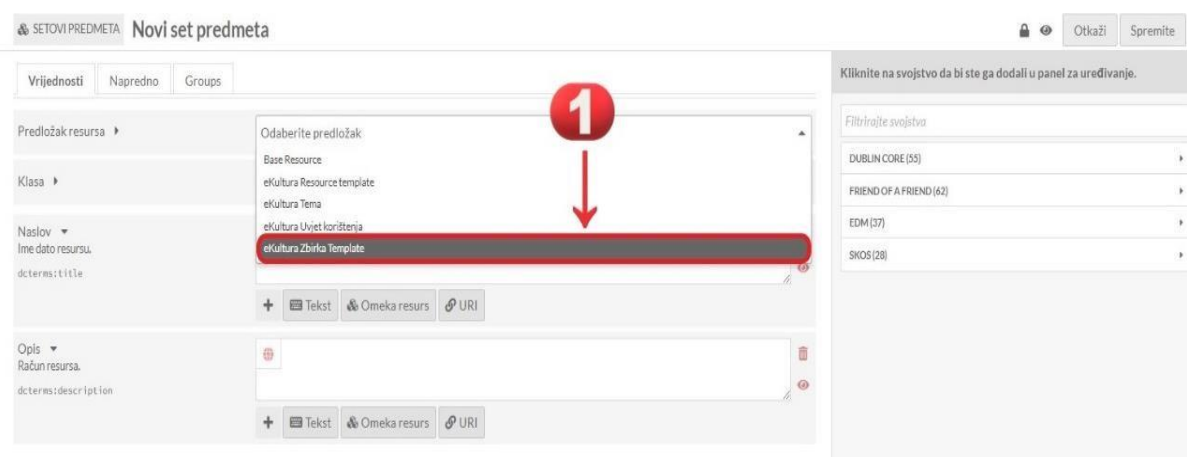 SETOVI PREDMETA Novi set predmeta
Otkaži Spremite
Vrijednosti Napredno Groups
Predložak resursa
Odaberite predložak
1
Base Resource
eKultura Resource template
eKultura Tema
eKultura Uvjet korištenja
eKultura Zbirka Template
Klasa
Naslov
Ime dato resursu.
dcterms:title
+ Tekst Omeka resurs URI
Opis
Račun resursa.
dcterms:description
+ Tekst Omeka resurs URI
Kliknite na svojstvo da bi ste ga dodali u panel za uređivanje.
Filtrirajte svojstva
DUBLIN CORE (55)
FRIEND OF A FRIEND (62)
EDM (37)
SKOS (28)